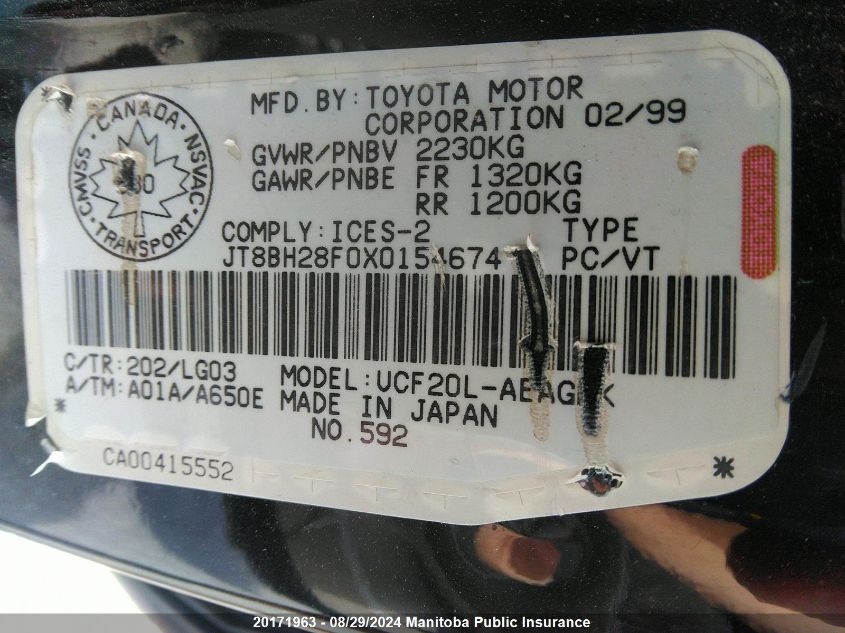 MFD.BY:TOYOTA MOTOR
CORPORATION 02/99
GVWR/PNBV 2230KG
GAWR/PNBE FR 1320KG
RR 1200KG
COMPLY:ICES-2 TYPE
JT8BH28F0X0154674 PC/VT
CANADA · NSVAC · TRANSPORT · CMVSS ·
C/TR:202/LG03
A/TM:A01A/A650E
MODEL:UCF20L-AEAG
MADE IN JAPAN
NO.592
* *
CA00415552
20171963 - 08/29/2024 Manitoba Public Insurance